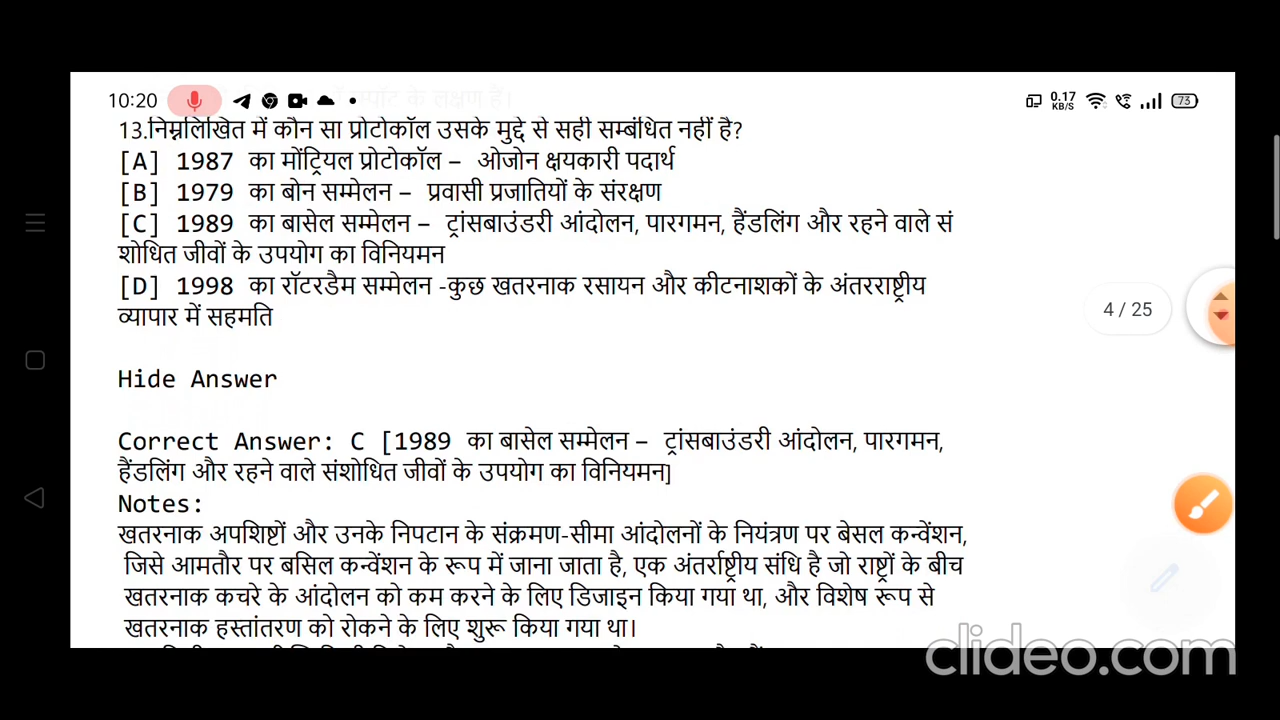 10:20
0.17
KB/S
73
13.निम्नलिखित में कौन सा प्रोटोकॉल उसके मुद्दे से सही सम्बंधित नहीं है?
[A] 1987 का मोंट्रियल प्रोटोकॉल – ओजोन क्षयकारी पदार्थ
[B] 1979 का बोन सम्मेलन – प्रवासी प्रजातियों के संरक्षण
[C] 1989 का बासेल सम्मेलन – ट्रांसबाउंडरी आंदोलन, पारगमन, हैंडलिंग और रहने वाले सं
शोधित जीवों के उपयोग का विनियमन
[D] 1998 का रॉटरडैम सम्मेलन -कुछ खतरनाक रसायन और कीटनाशकों के अंतरराष्ट्रीय
व्यापार में सहमति
4 / 25
Hide Answer
Correct Answer: C [1989 का बासेल सम्मेलन – ट्रांसबाउंडरी आंदोलन, पारगमन,
हैंडलिंग और रहने वाले संशोधित जीवों के उपयोग का विनियमन]
Notes:
खतरनाक अपशिष्टों और उनके निपटान के संक्रमण-सीमा आंदोलनों के नियंत्रण पर बेसल कन्वेंशन,
जिसे आमतौर पर बसिल कन्वेंशन के रूप में जाना जाता है, एक अंतर्राष्ट्रीय संधि है जो राष्ट्रों के बीच
खतरनाक कचरे के आंदोलन को कम करने के लिए डिजाइन किया गया था, और विशेष रूप से
खतरनाक हस्तांतरण को रोकने के लिए शुरू किया गया था।
clideo.com